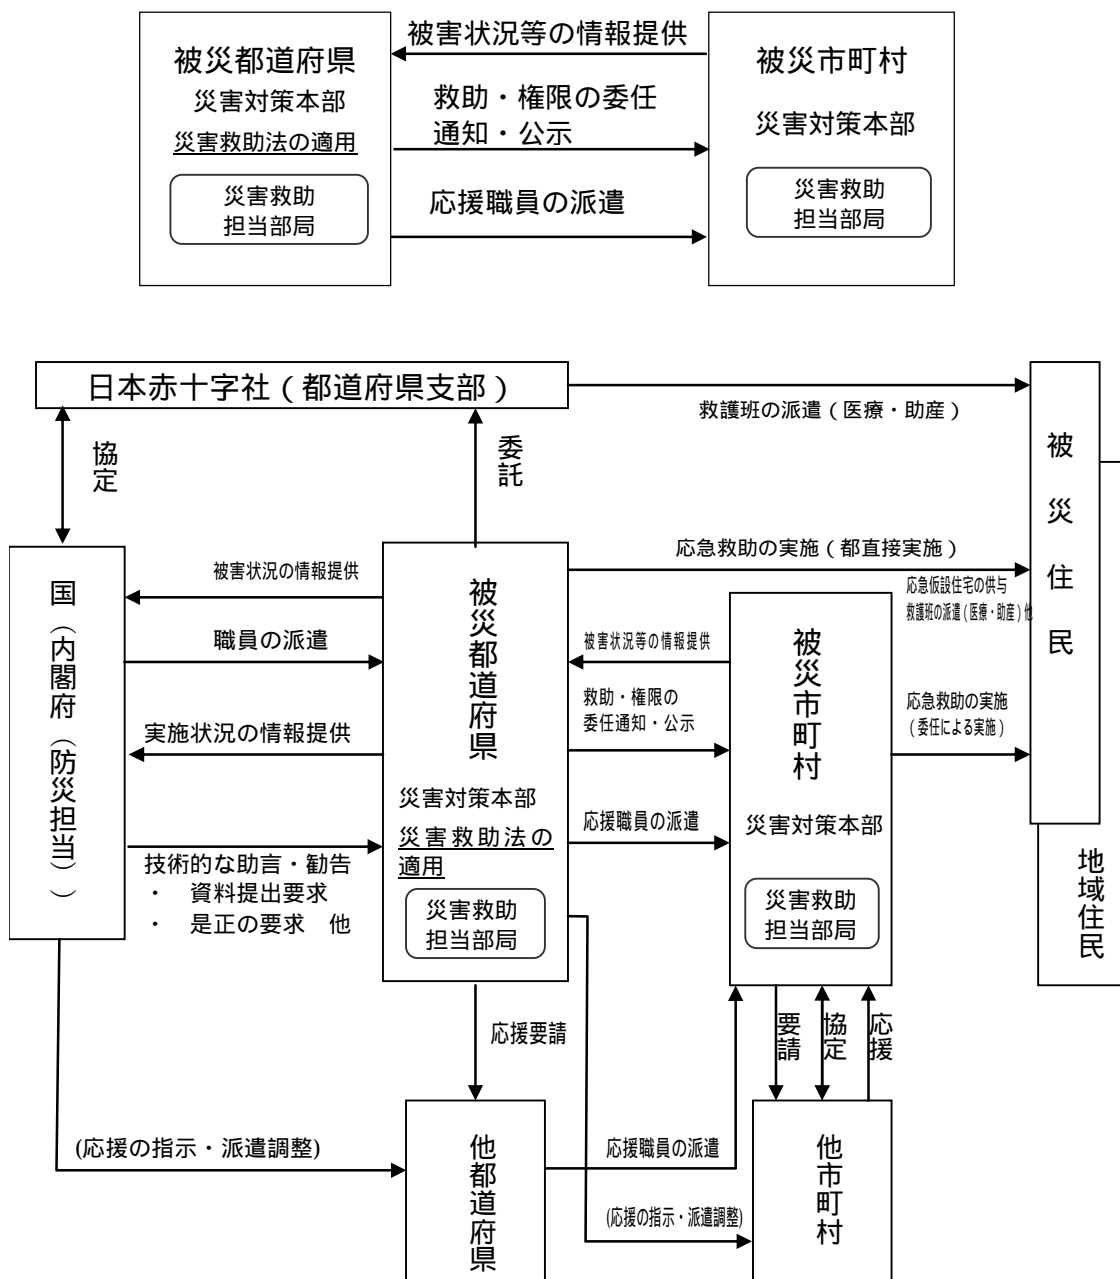 被害状況等の情報提供
被災都道府県
災害対策本部
災害救助法の適用
災害救助
担当部局
救助・権限の委任
通知・公示
応援職員の派遣
被災市町村
災害対策本部
災害救助
担当部局
日本赤十字社(都道府県支部)
救護班の派遣(医療・助産)
協定
委託
被災住民
地域住民
応急救助の実施(都直接実施)
応急仮設住宅の供与
救護班の派遣(医療・助産)他
国(内閣府(防災担当))
被害状況の情報提供
職員の派遣
実施状況の情報提供
技術的な助言・勧告
・ 資料提出要求
・ 是正の要求 他
被災都道府県
災害対策本部
災害救助法の
適用
災害救助
担当部局
被害状況等の情報提供
救助・権限の
委任通知・公示
応援職員の派遣
被災市町村
災害対策本部
災害救助
担当部局
応急救助の実施
(委任による実施)
応援要請
要請
協定
応援
(応援の指示・派遣調整)
他都道府県
応援職員の派遣
(応援の指示・派遣調整)
他市町村